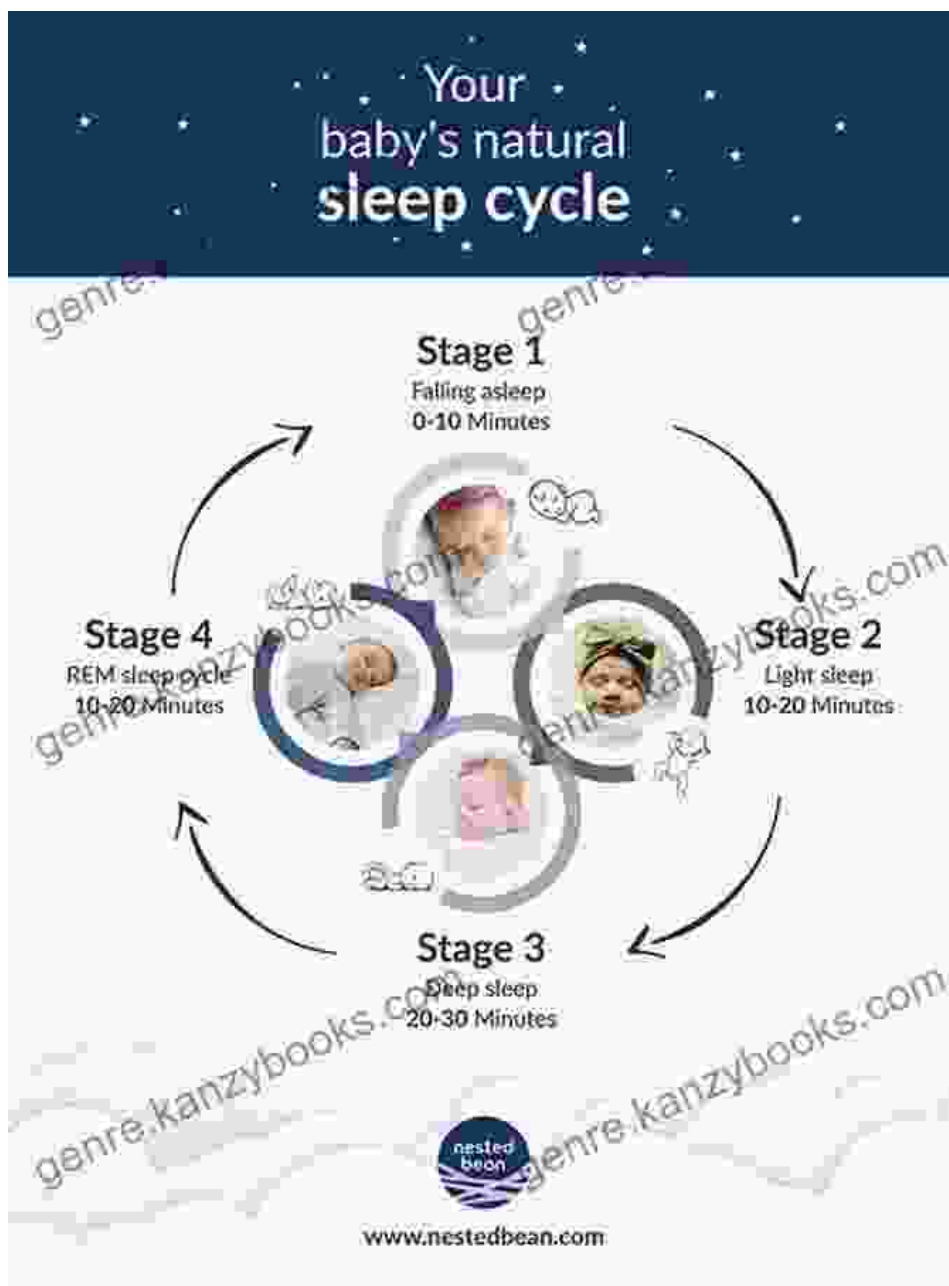 Your
baby's natural
sleep cycle
genre.
genre.
Stage 1
Falling asleep
0-10 Minutes
Stage 4
REM sleep cycle
10-20 Minutes
Stage 2
Light sleep
10-20 Minutes
genre.kanzybooks.com
genre.kanzybooks.com
Stage 3
Deep sleep
20-30 Minutes
genre.kanzybooks.com
genre.kanzybooks.com
nested
bean
www.nestedbean.com